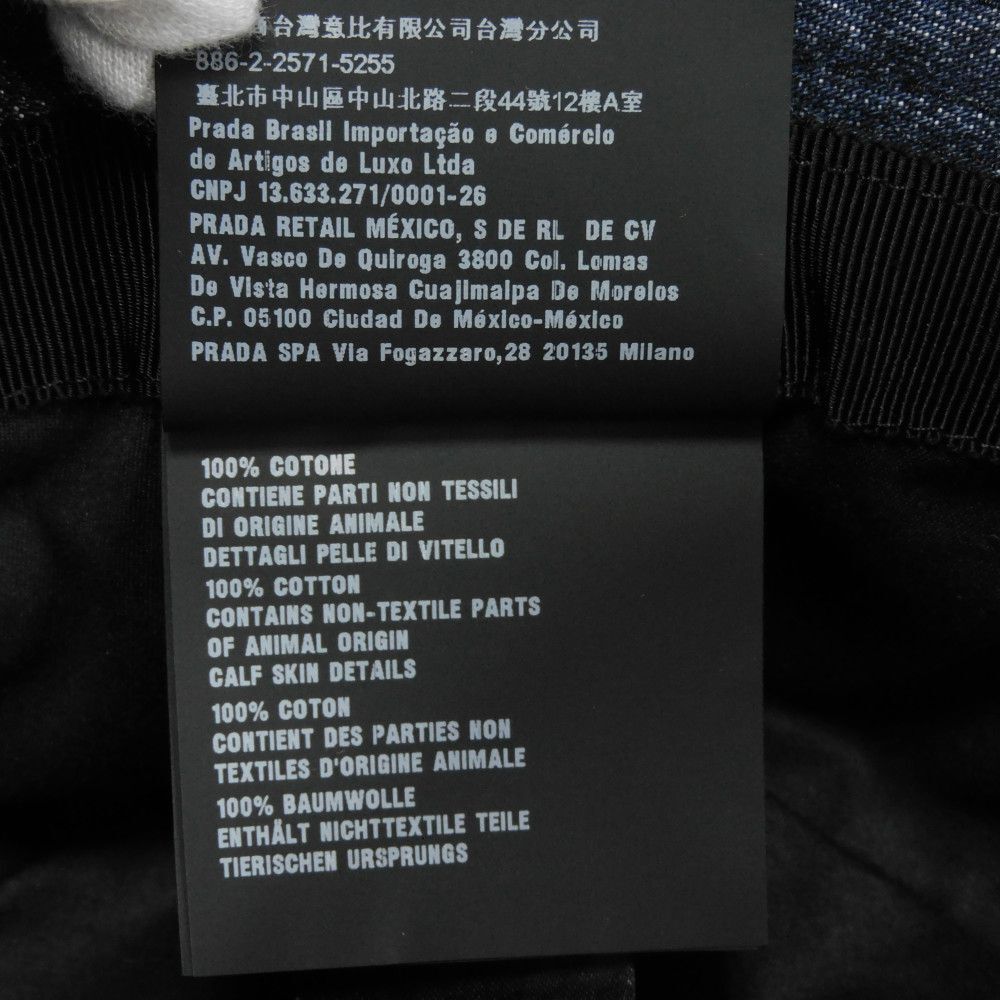 台灣意比有限公司台灣分公司
886-2-2571-5255
臺北市中山區中山北路二段44號12樓A室
Prada Brasil Importação e Comércio
de Artigos de Luxo Ltda
CNPJ 13.633.271/0001-26
PRADA RETAIL MÉXICO, S DE RL DE CV
AV. Vasco De Quiroga 3800 Col. Lomas
De Vista Hermosa Cuajimalpa De Morelos
C.P. 05100 Ciudad De México-México
PRADA SPA Via Fogazzaro,28 20135 Milano
100% COTONE
CONTIENE PARTI NON TESSILI
DI ORIGINE ANIMALE
DETTAGLI PELLE DI VITELLO
100% COTTON
CONTAINS NON-TEXTILE PARTS
OF ANIMAL ORIGIN
CALF SKIN DETAILS
100% COTON
CONTIENT DES PARTIES NON
TEXTILES D'ORIGINE ANIMALE
100% BAUMWOLLE
ENTHÄLT NICHTTEXTILE TEILE
TIERISCHEN URSPRUNGS